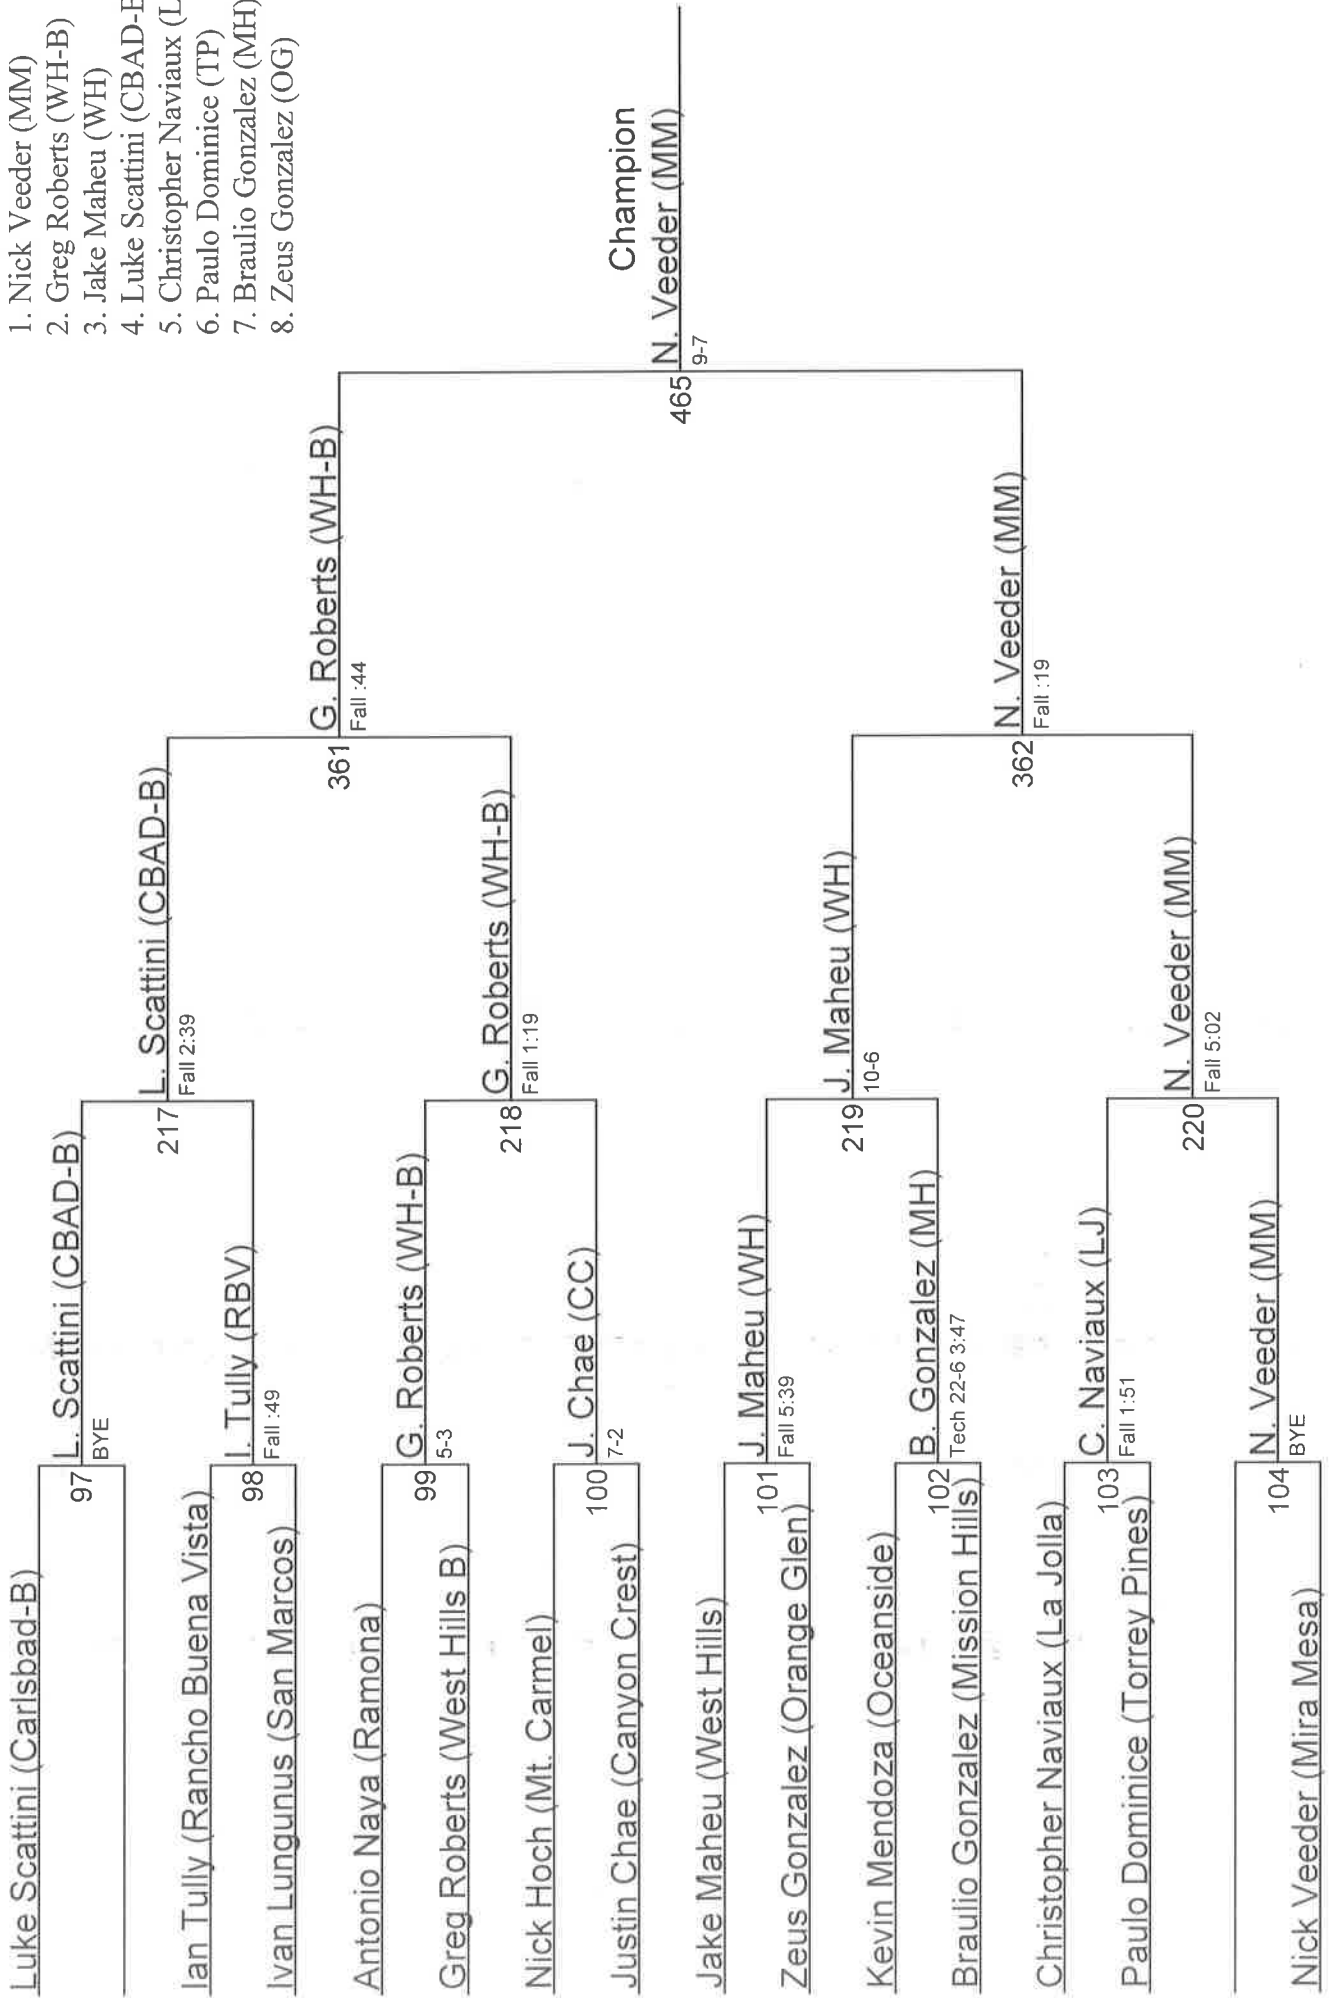 1. Nick Veeder (MM)
2. Greg Roberts (WH-B)
3. Jake Maheu (WH)
4. Luke Scattini (CBAD-B
5. Christopher Naviaux (L
6. Paulo Dominice (TP)
7. Braulio Gonzalez (MH)
8. Zeus Gonzalez (OG)
Luke Scattini (Carlsbad-B)
97
L. Scattini (CBAD-B)
BYE
Ian Tully (Rancho Buena Vista)
Ivan Lungunus (San Marcos)
98
I. Tully (RBV)
Fall :49
217
L. Scattini (CBAD-B)
Fall 2:39
Antonio Naya (Ramona)
Greg Roberts (West Hills B)
99
G. Roberts (WH-B)
5-3
Nick Hoch (Mt. Carmel)
Justin Chae (Canyon Crest)
100
J. Chae (CC)
7-2
218
G. Roberts (WH-B)
Fall 1:19
361
G. Roberts (WH-B)
Fall :44
Jake Maheu (West Hills)
Zeus Gonzalez (Orange Glen)
101
J. Maheu (WH)
Fall 5:39
Kevin Mendoza (Oceanside)
Braulio Gonzalez (Mission Hills)
102
B. Gonzalez (MH)
Tech 22-6 3:47
219
J. Maheu (WH)
10-6
Christopher Naviaux (La Jolla)
Paulo Dominice (Torrey Pines)
103
C. Naviaux (LJ)
Fall 1:51
Nick Veeder (Mira Mesa)
104
N. Veeder (MM)
BYE
220
N. Veeder (MM)
Fall 5:02
362
N. Veeder (MM)
Fall :19
465
Champion
N. Veeder (MM)
9-7